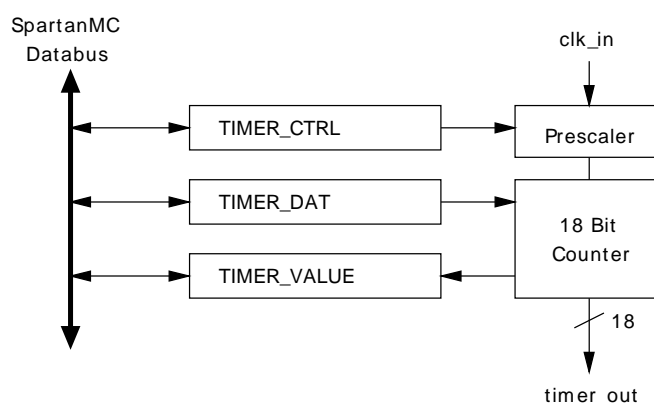 SpartanMC
Databus
clk_in
TIMER_CTRL
Prescaler
TIMER_DAT
18 Bit
Counter
TIMER_VALUE
18
timer out